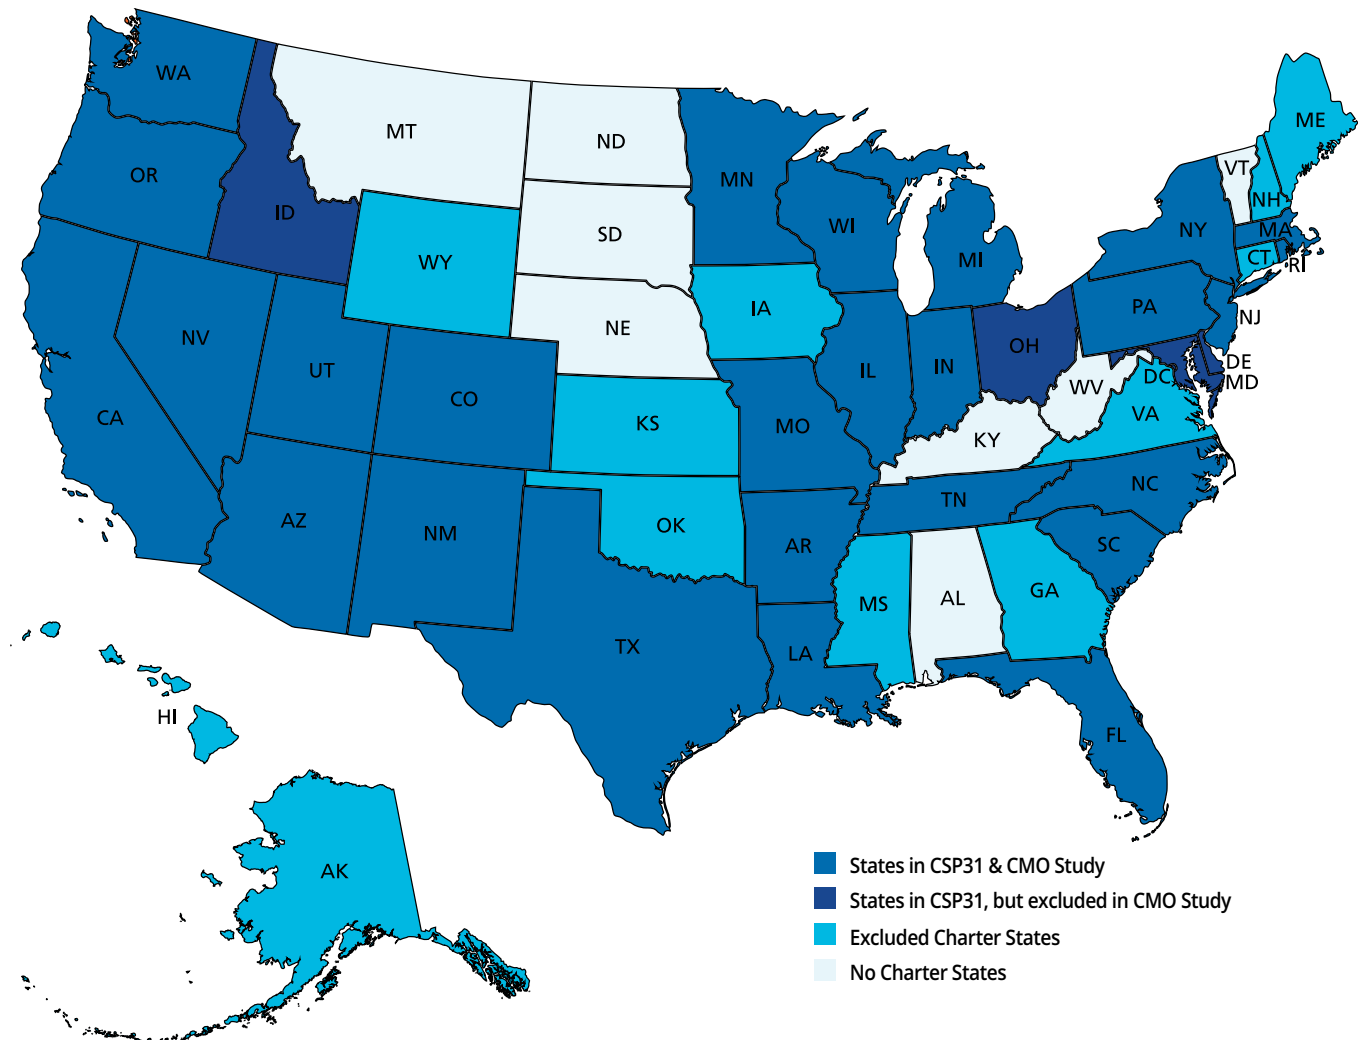 WA
MT
ND
ME
OR
MN
VT
NH
ID
SD
WI
NY
MA
WY
MI
CT
RI
IA
PA
NE
NJ
NV
OH
UT
IL
IN
DE
CO
WV
DC
MD
CA
KS
MO
VA
KY
NC
AZ
NM
OK
TN
AR
SC
MS
AL
GA
TX
LA
HI
FL
AK
States in CSP31 & CMO Study
States in CSP31, but excluded in CMO Study
Excluded Charter States
No Charter States